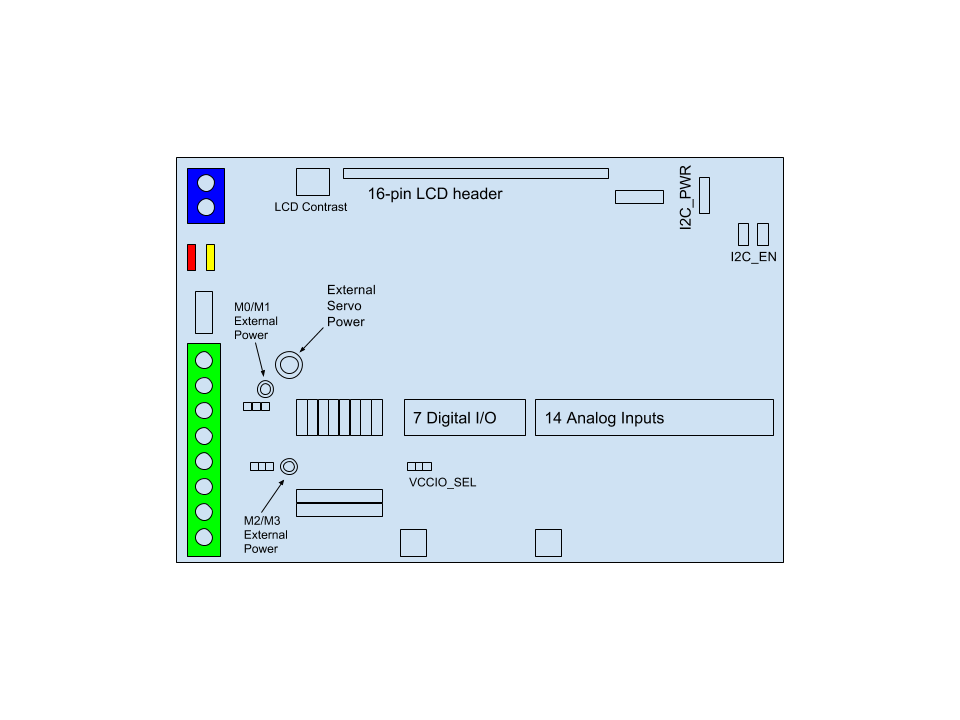 16-pin LCD header
LCD Contrast
I2C_PWR
I2C_EN
External
Servo
Power
M0/M1
External
Power
7 Digital I/O
14 Analog Inputs
VCCIO_SEL
M2/M3
External
Power